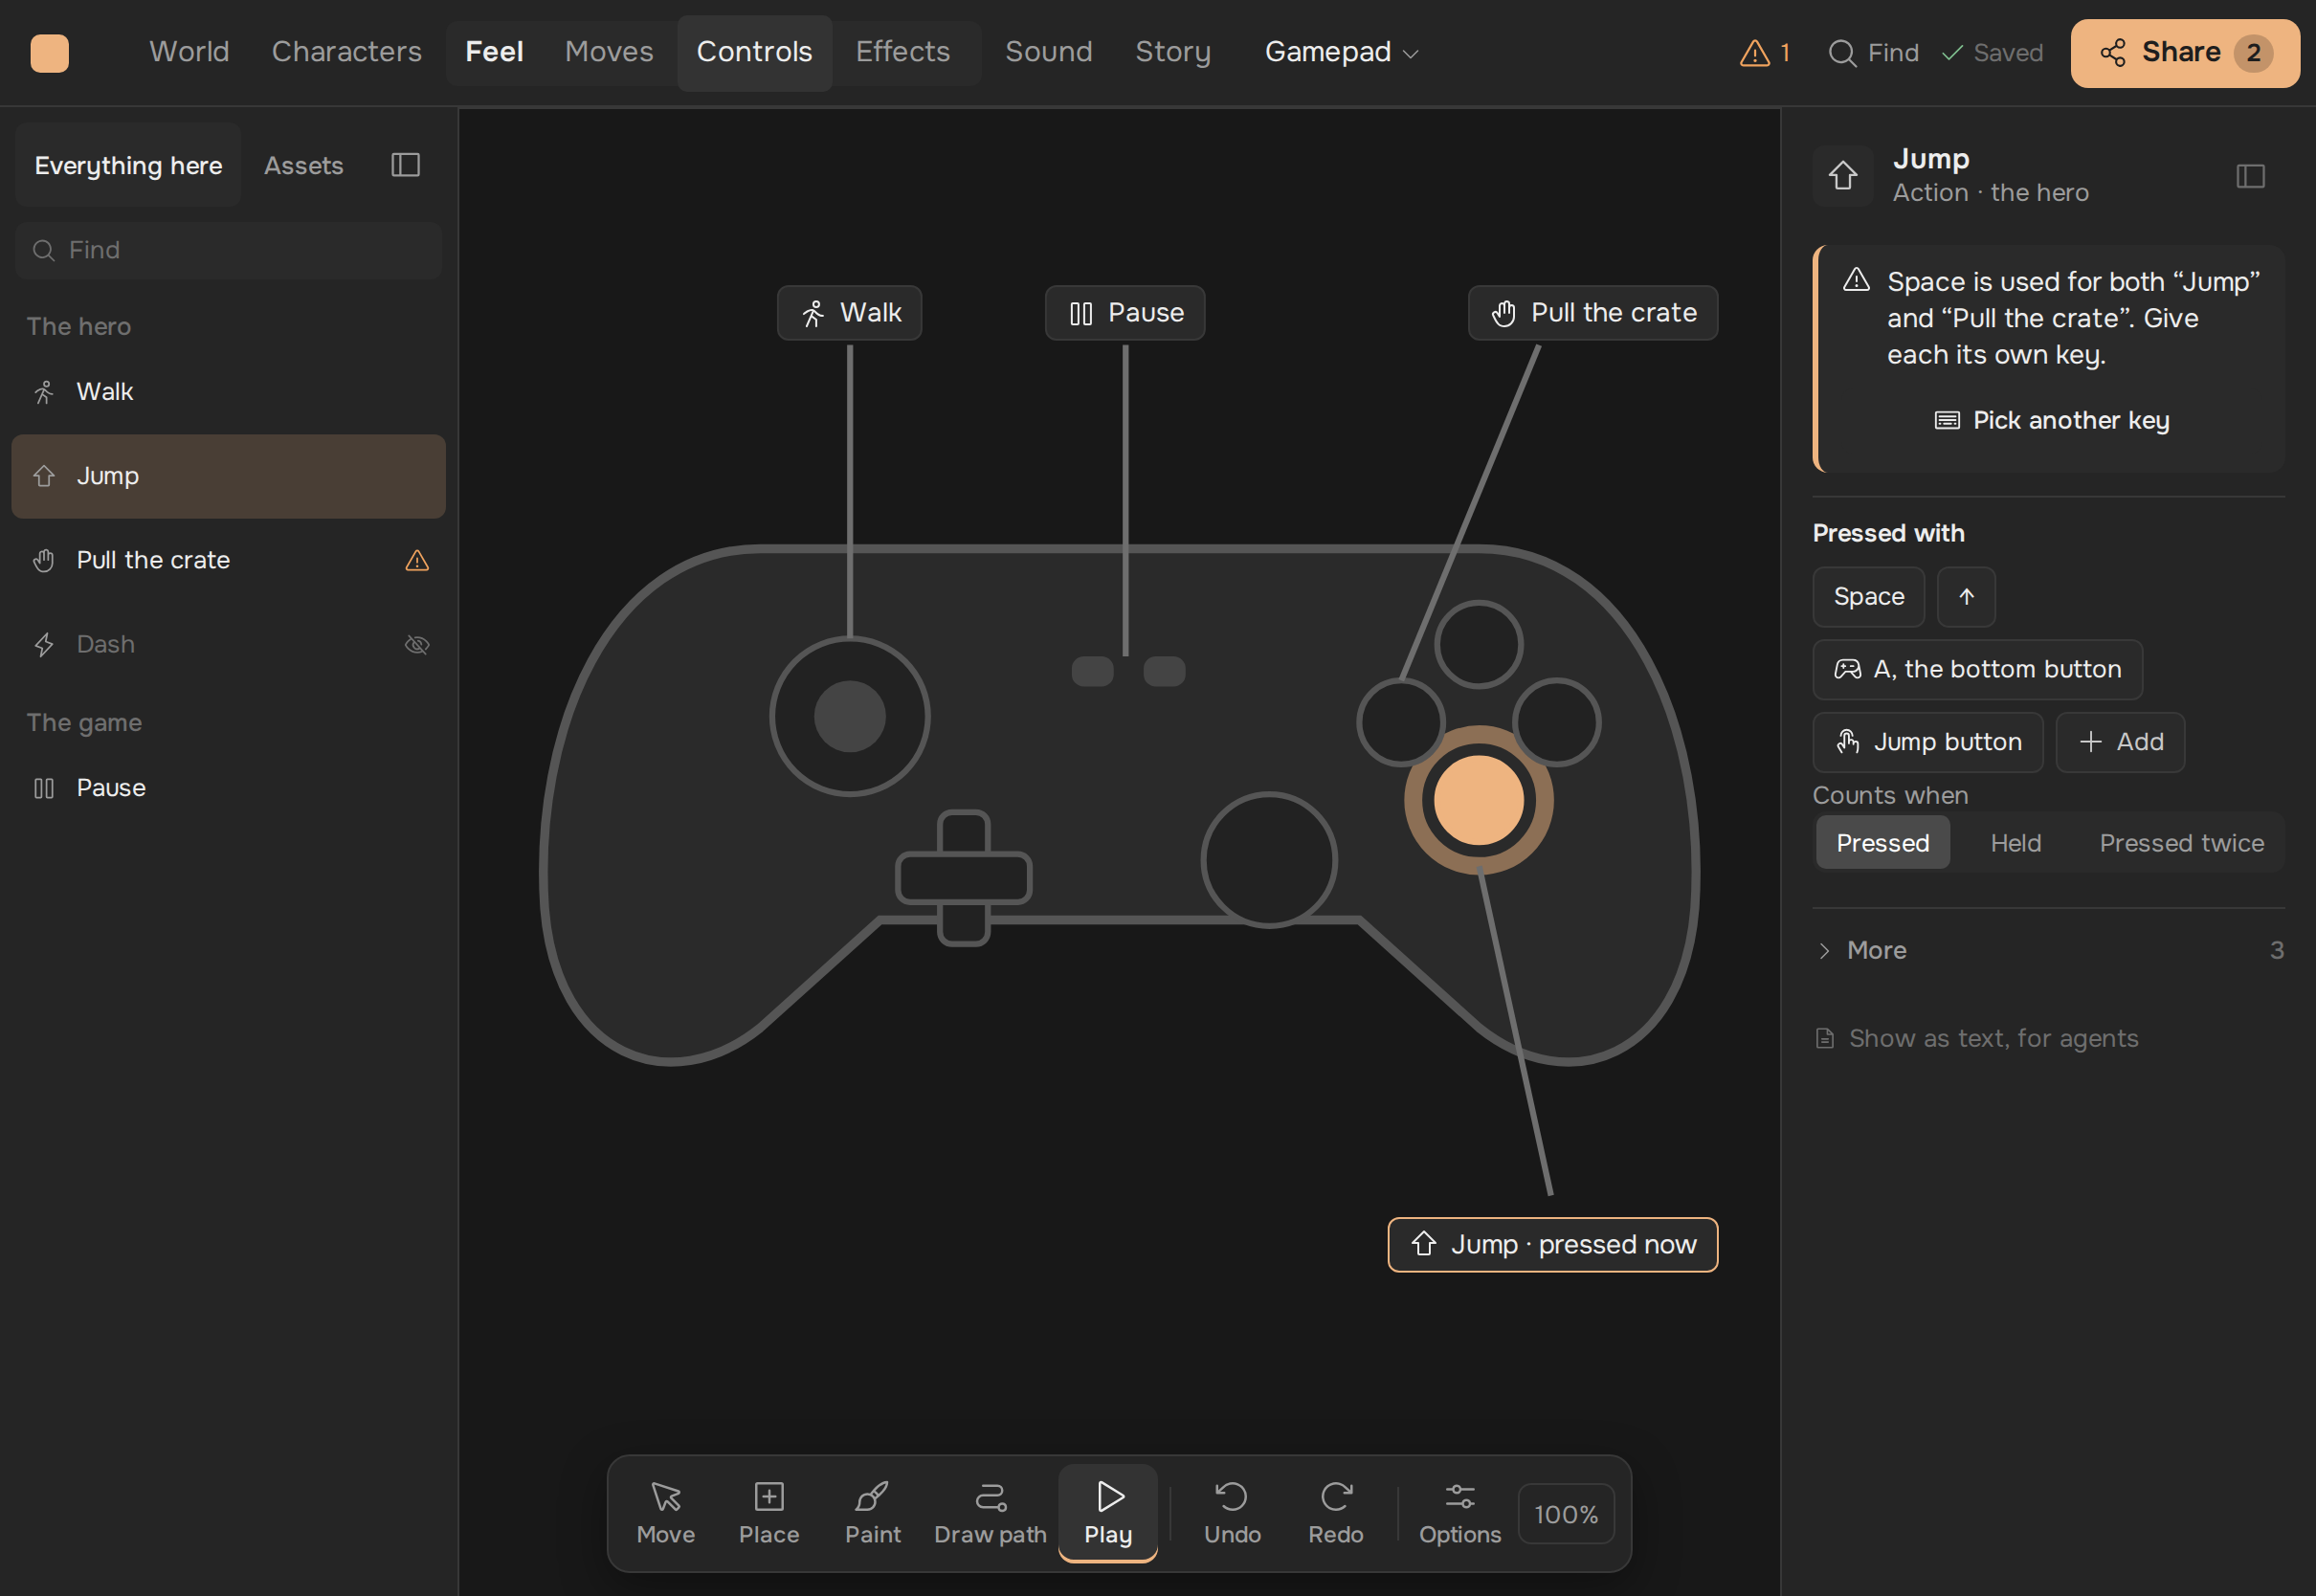 World Characters Feel Moves Controls Effects Sound Story Gamepad 1 Find Saved Share 2
Everything here Assets
Find
The hero
Walk
Jump
Pull the crate
Dash
The game
Pause
Walk Pause Pull the crate
Jump · pressed now
Move Place Paint Draw path Play Undo Redo Options 100%
Jump
Action · the hero
Space is used for both “Jump”
and “Pull the crate”. Give
each its own key.
Pick another key
Pressed with
Space ↑
A, the bottom button
Jump button Add
Counts when
Pressed Held Pressed twice
More 3
Show as text, for agents